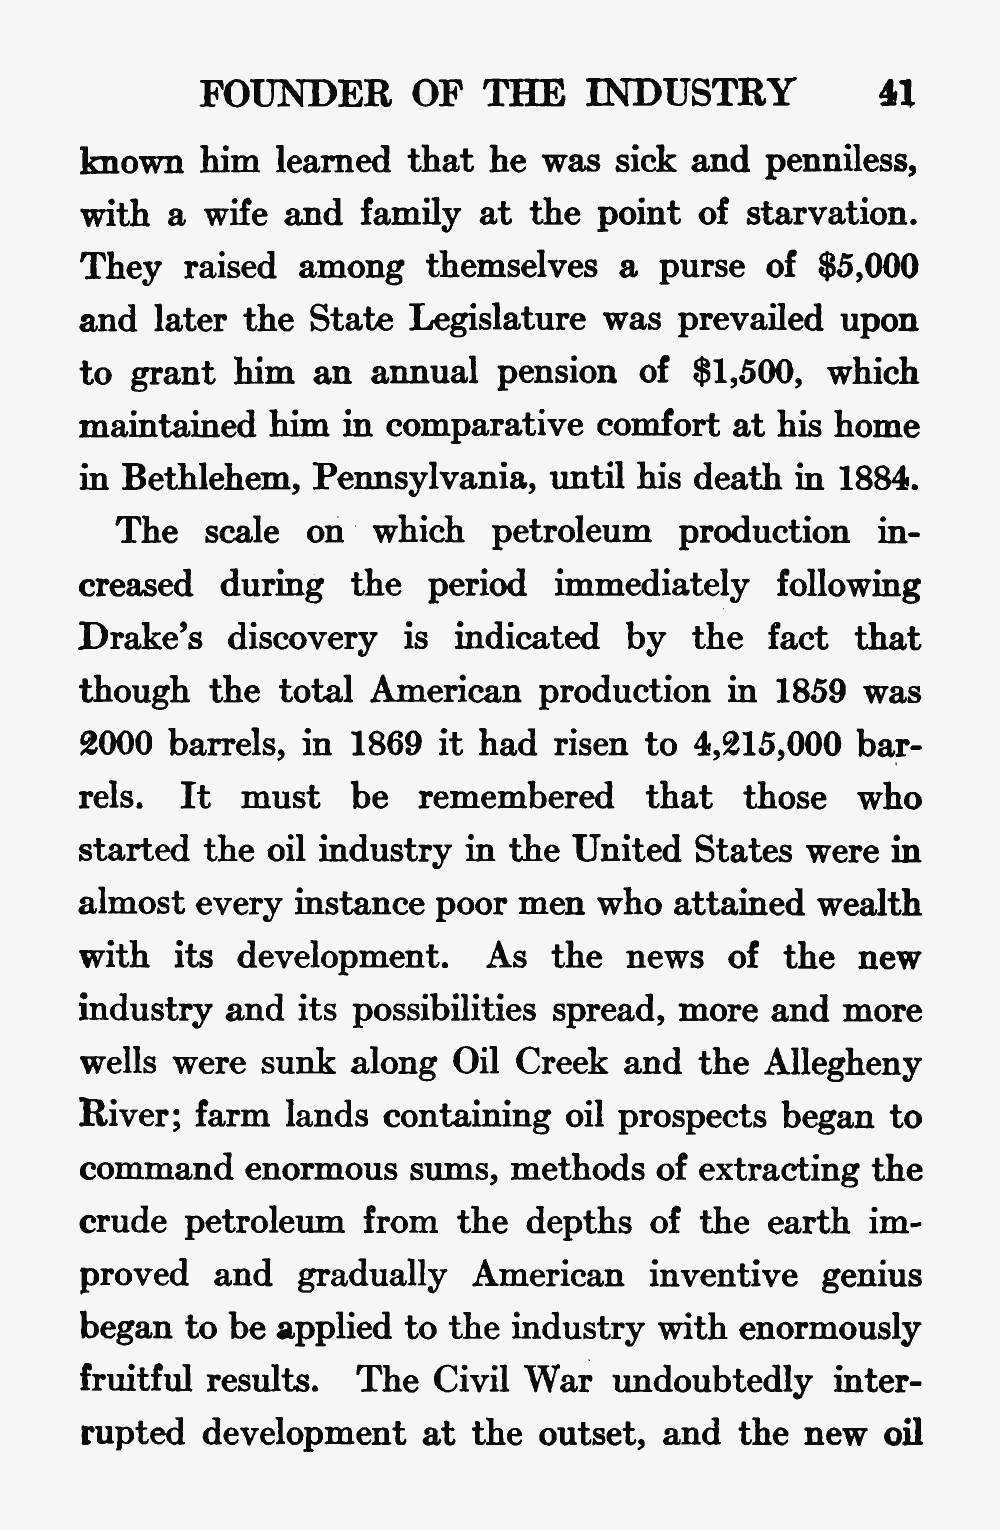 FOUNDER OF THE INDUSTRY 41
known him learned that he was sick and penniless,
with a wife and family at the point of starvation.
They raised among themselves a purse of $5,000
and later the State Legislature was prevailed upon
to grant him an annual pension of $1,500, which
maintained him in comparative comfort at his home
in Bethlehem, Pennsylvania, until his death in 1884.
The scale on which petroleum production in-
creased during the period immediately following
Drake's discovery is indicated by the fact that
though the total American production in 1859 was
2000 barrels, in 1869 it had risen to 4,215,000 bar-
rels. It must be remembered that those who
started the oil industry in the United States were in
almost every instance poor men who attained wealth
with its development. As the news of the new
industry and its possibilities spread, more and more
wells were sunk along Oil Creek and the Allegheny
River; farm lands containing oil prospects began to
command enormous sums, methods of extracting the
crude petroleum from the depths of the earth im-
proved and gradually American inventive genius
began to be applied to the industry with enormously
fruitful results. The Civil War undoubtedly inter-
rupted development at the outset, and the new oil